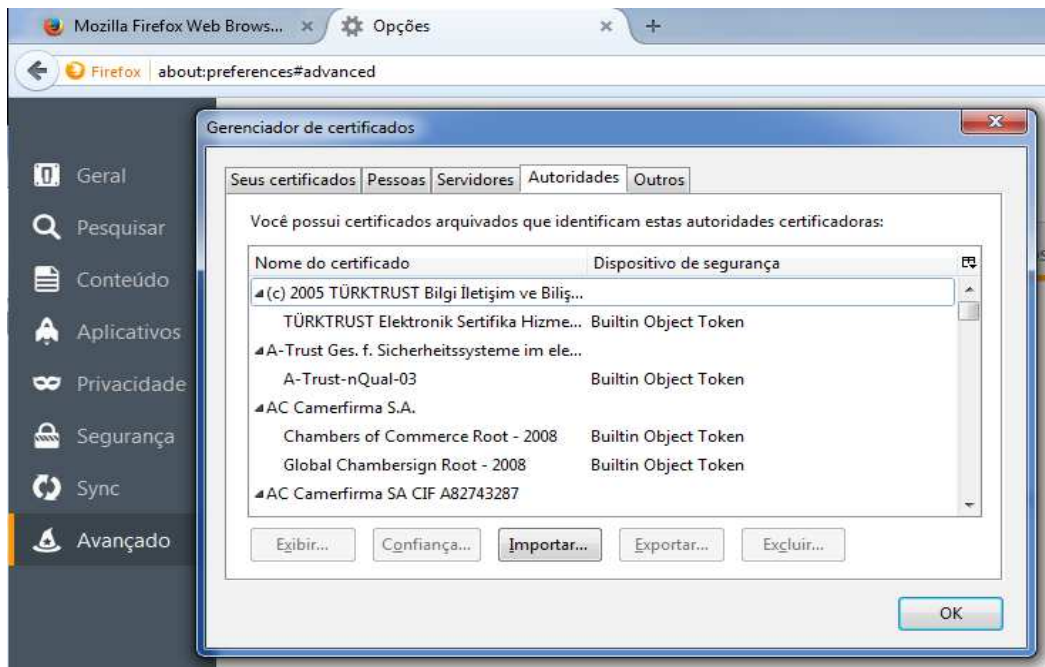 Mozilla Firefox Web Brows... Opções
Firefox about:preferences#advanced
Gerenciador de certificados
Geral
Pesquisar
Conteúdo
Aplicativos
Privacidade
Segurança
Sync
Avançado
Seus certificados Pessoas Servidores Autoridades Outros
Você possui certificados arquivados que identificam estas autoridades certificadoras:
Nome do certificado Dispositivo de segurança
(c) 2005 TÜRKTRUST Bilgi İletişim ve Biliş...
TÜRKTRUST Elektronik Sertifika Hizme... Builtin Object Token
A-Trust Ges. f. Sicherheitssysteme im ele...
A-Trust-nQual-03 Builtin Object Token
AC Camerfirma S.A.
Chambers of Commerce Root - 2008 Builtin Object Token
Global Chambersign Root - 2008 Builtin Object Token
AC Camerfirma SA CIF A82743287
Exibir... Confiança... Importar... Exportar... Excluir...
OK